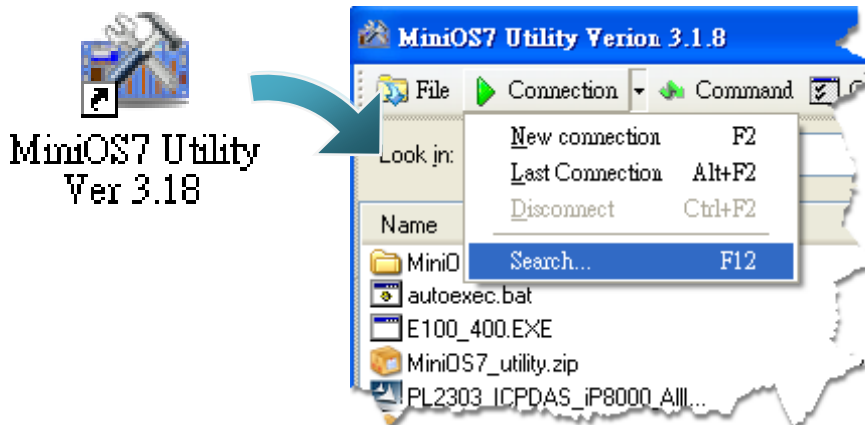 MiniOS7 Utility
Ver 3.18
MiniOS7 Utility Verion 3.1.8
File Connection Command
New connection F2
Look in:
Last Connection Alt+F2
Disconnect Ctrl+F2
Name
Search... F12
MiniO
autoexec.bat
E100_400.EXE
MiniOS7_utility.zip
PL2303_ICPDAS_iP8000_AllI...